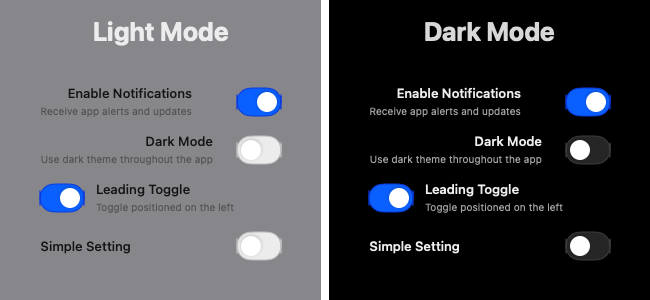 Light Mode
Enable Notifications
Receive app alerts and updates
Dark Mode
Use dark theme throughout the app
Leading Toggle
Toggle positioned on the left
Simple Setting
Dark Mode
Enable Notifications
Receive app alerts and updates
Dark Mode
Use dark theme throughout the app
Leading Toggle
Toggle positioned on the left
Simple Setting